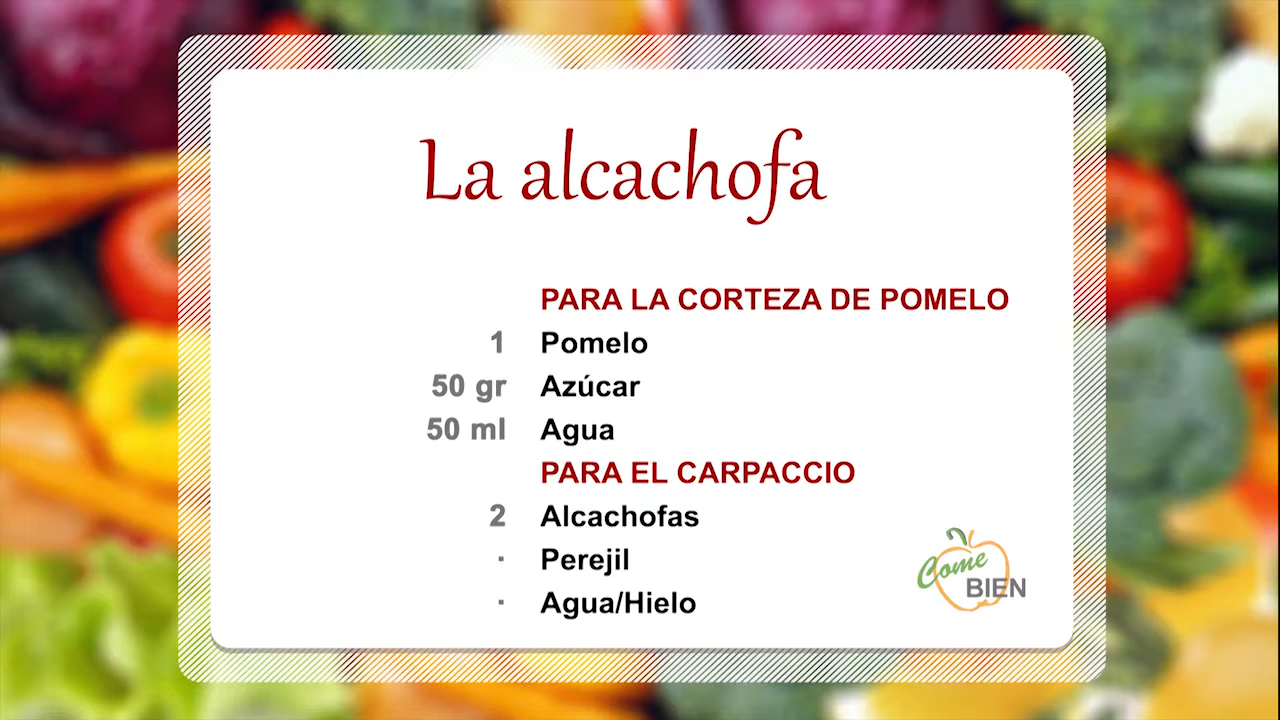 La alcachofa
PARA LA CORTEZA DE POMELO
1 Pomelo
50 gr Azúcar
50 ml Agua
PARA EL CARPACCIO
2 Alcachofas
· Perejil
· Agua/Hielo
Come
BIEN